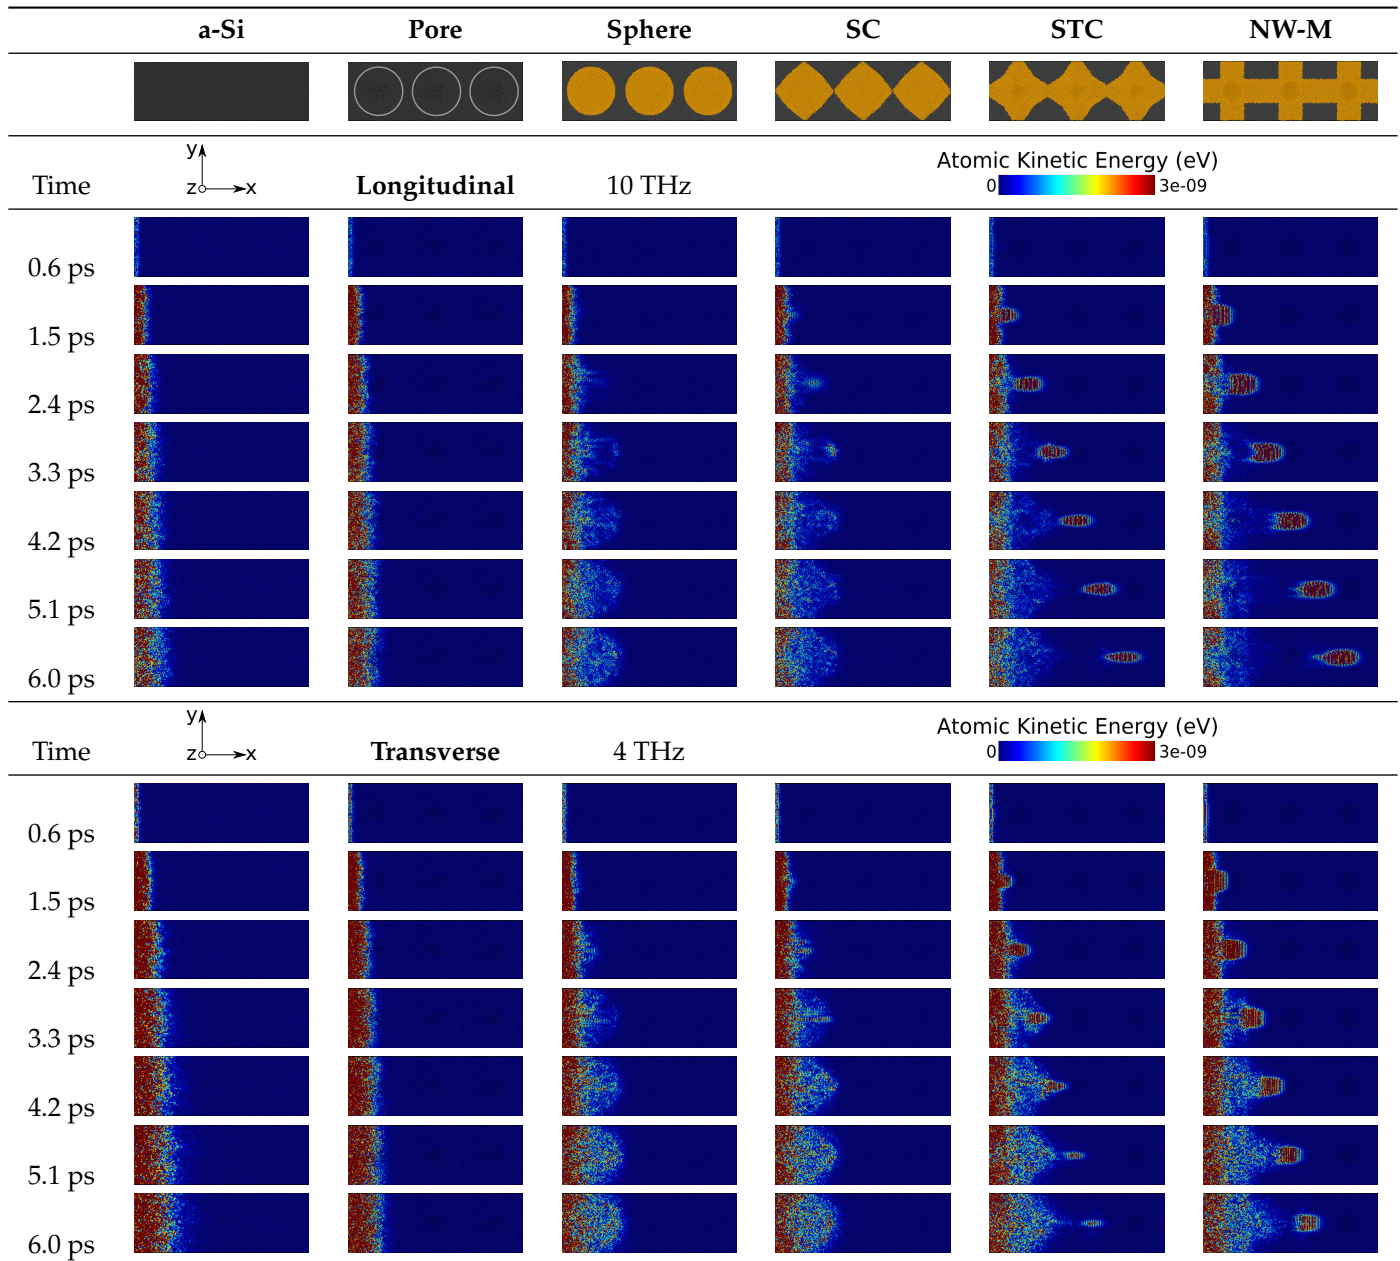 a-Si Pore Sphere SC STC NW-M
Atomic Kinetic Energy (eV)
Time y z x Longitudinal 10 THz 0 3e-09
0.6 ps
1.5 ps
2.4 ps
3.3 ps
4.2 ps
5.1 ps
6.0 ps
Atomic Kinetic Energy (eV)
Time y z x Transverse 4 THz 0 3e-09
0.6 ps
1.5 ps
2.4 ps
3.3 ps
4.2 ps
5.1 ps
6.0 ps